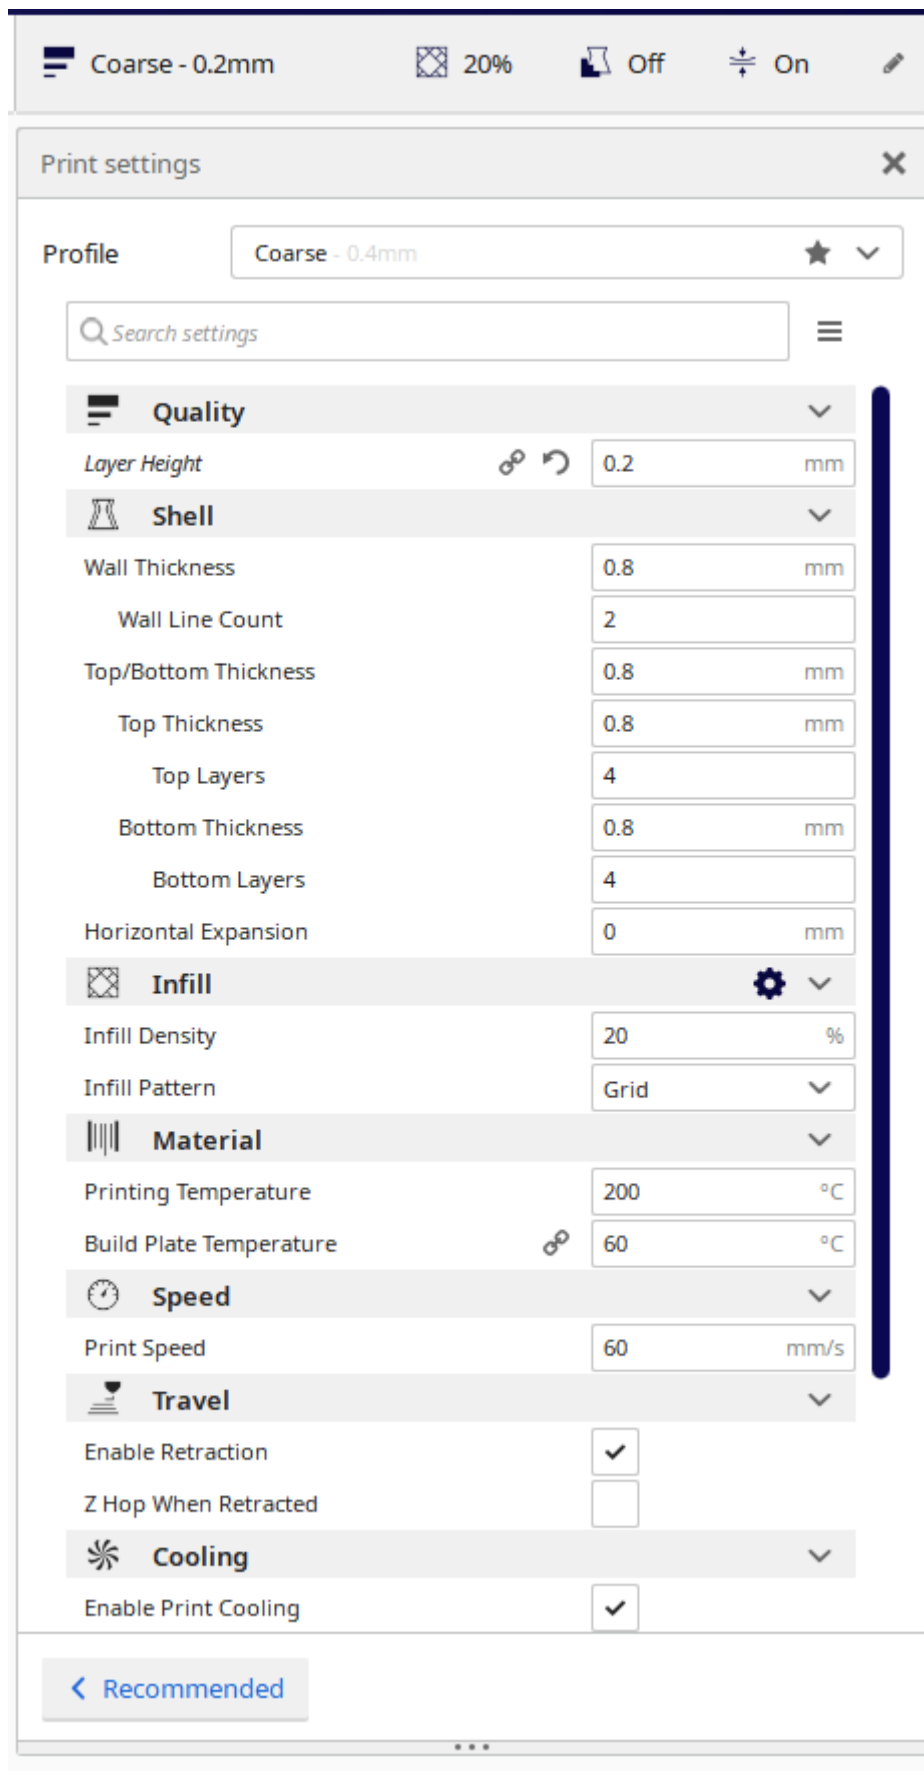 Coarse - 0.2mm 20% Off On
Print settings
Profile Coarse - 0.4mm
Search settings
Quality
Layer Height 0.2 mm
Shell
Wall Thickness 0.8 mm
Wall Line Count 2
Top/Bottom Thickness 0.8 mm
Top Thickness 0.8 mm
Top Layers 4
Bottom Thickness 0.8 mm
Bottom Layers 4
Horizontal Expansion 0 mm
Infill
Infill Density 20 %
Infill Pattern Grid
Material
Printing Temperature 200 °C
Build Plate Temperature 60 °C
Speed
Print Speed 60 mm/s
Travel
Enable Retraction
Z Hop When Retracted
Cooling
Enable Print Cooling
Recommended